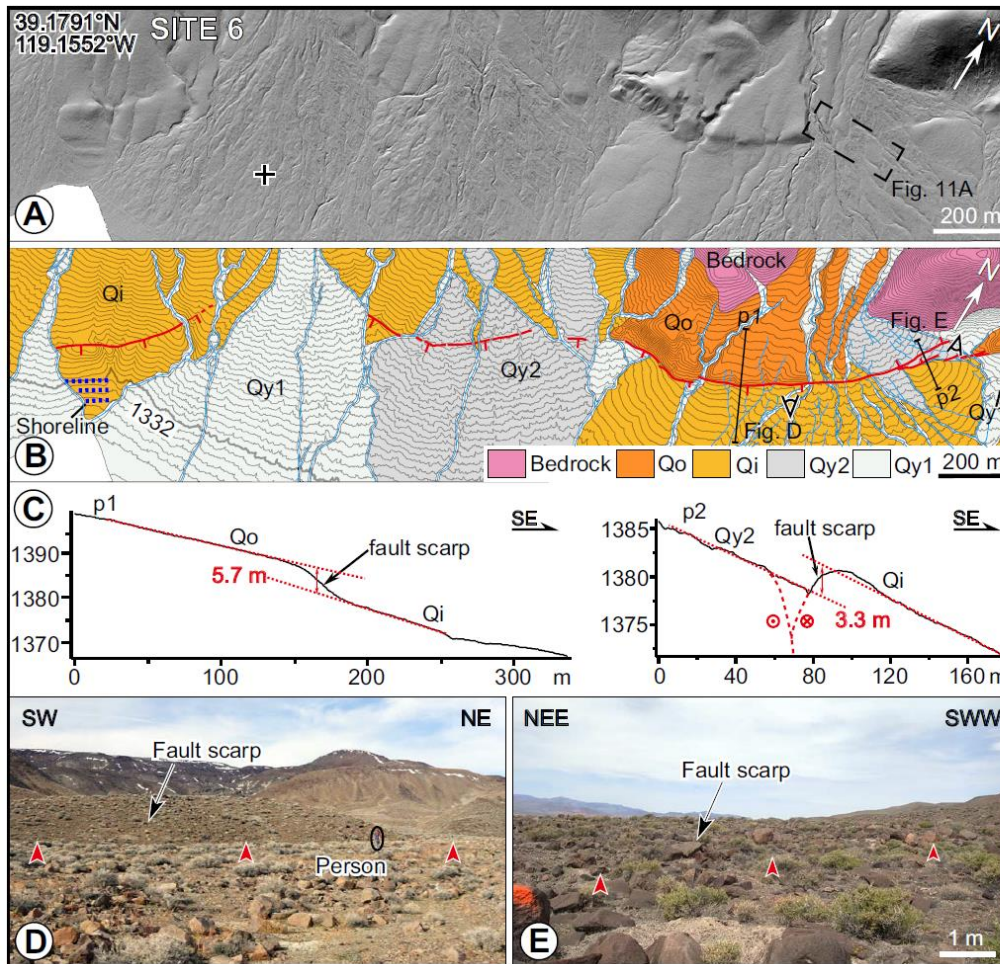 39.1791°N
119.1552°W
SITE 6
N
Fig. 11A
200 m
A
Bedrock
N
Qi
Qo
p1
Fig. E
Qy1
Qy2
p2
Shoreline
1332
Fig. D
Qi
B
Bedrock
Qo
Qi
Qy2
Qy1
200 m
C
p1
Qo
SE
fault scarp
5.7 m
Qi
1390
1380
1370
0
100
200
300
m
p2
Qy2
SE
fault scarp
Qi
3.3 m
1385
1380
1375
0
40
80
120
160
m
SW
NE
Fault scarp
Person
D
NEE
SWW
Fault scarp
1 m
E